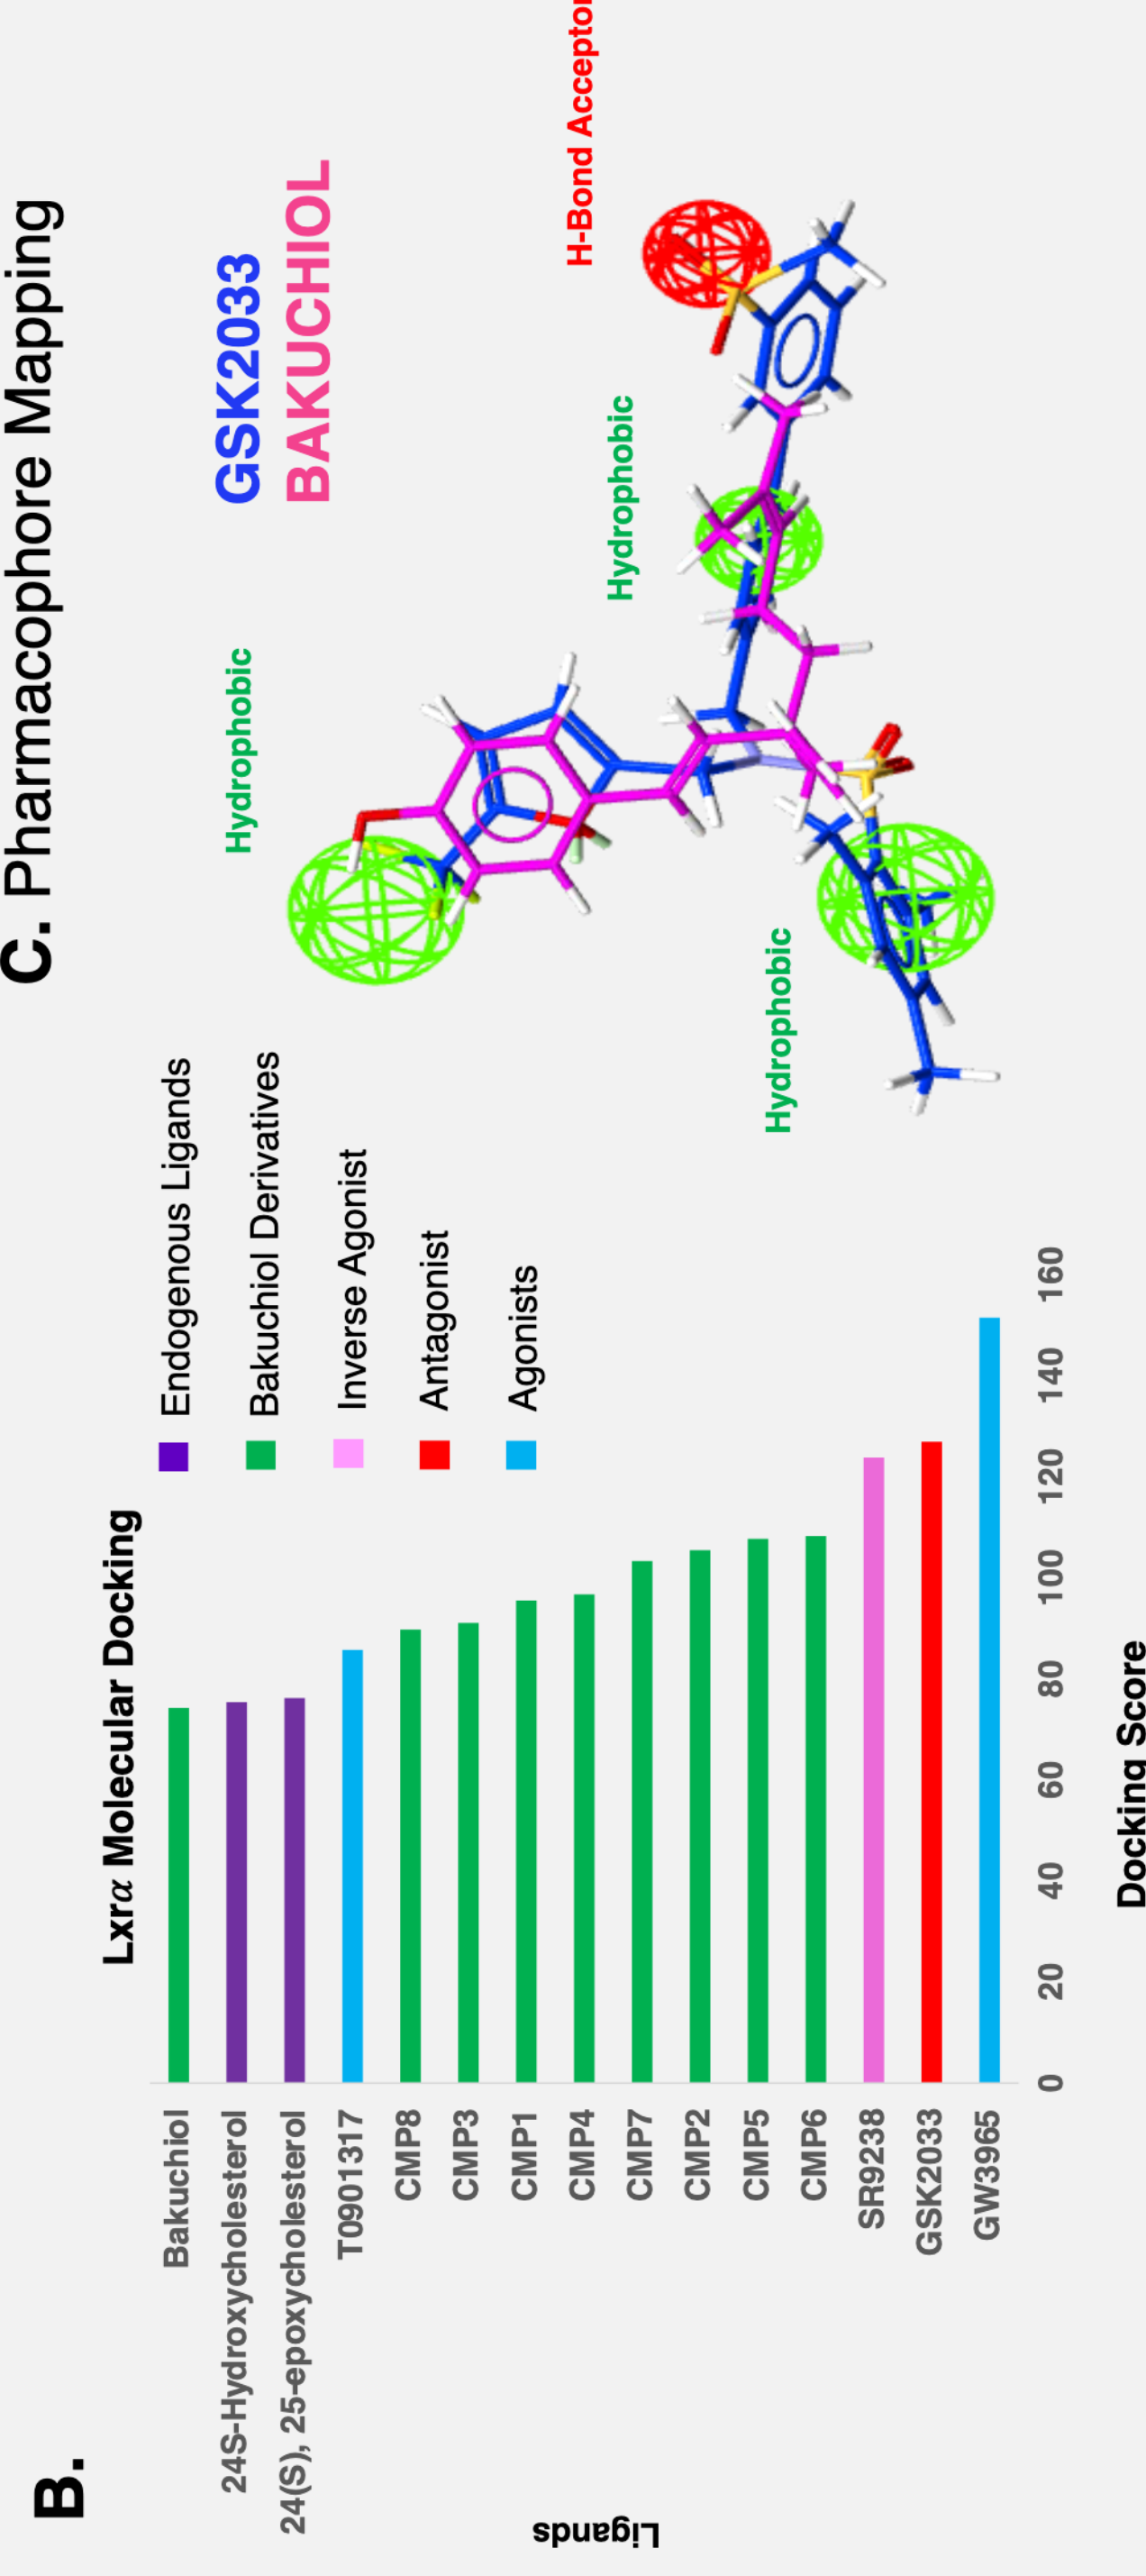 B.
Lxrα Molecular Docking
Ligands
Bakuchiol
24S-Hydroxycholesterol
24(S), 25-epoxycholesterol
T0901317
CMP8
CMP3
CMP1
CMP4
CMP7
CMP2
CMP5
CMP6
SR9238
GSK2033
GW3965
0 20 40 60 80 100 120 140 160
Docking Score
Endogenous Ligands
Bakuchiol Derivatives
Inverse Agonist
Antagonist
Agonists
C. Pharmacophore Mapping
GSK2033
BAKUCHIOL
Hydrophobic
Hydrophobic
Hydrophobic
H-Bond Acceptor